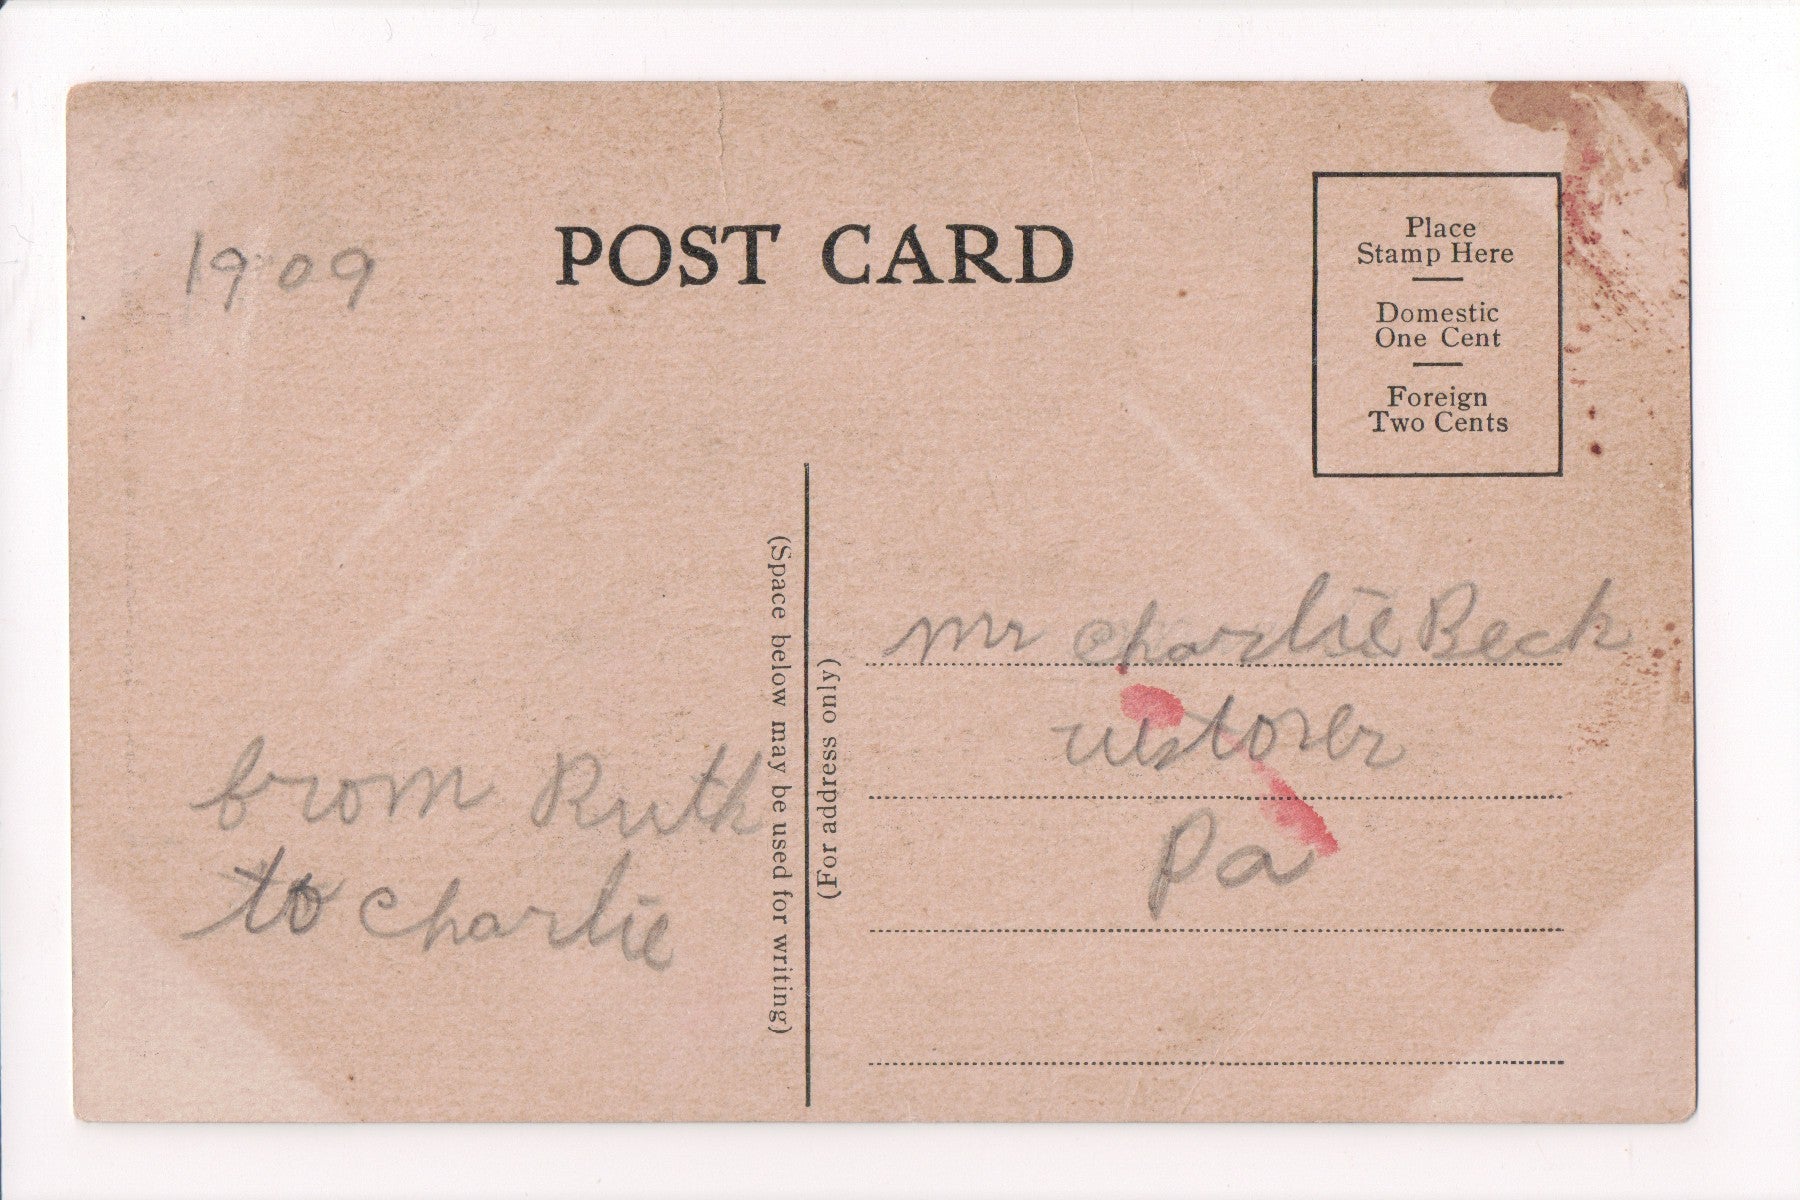 1909
POST CARD
Place
Stamp Here
Domestic
One Cent
Foreign
Two Cents
(Space below may be used for writing)
(For address only)
from Ruth
to Charlie
Mr Charlie Beck
Pa